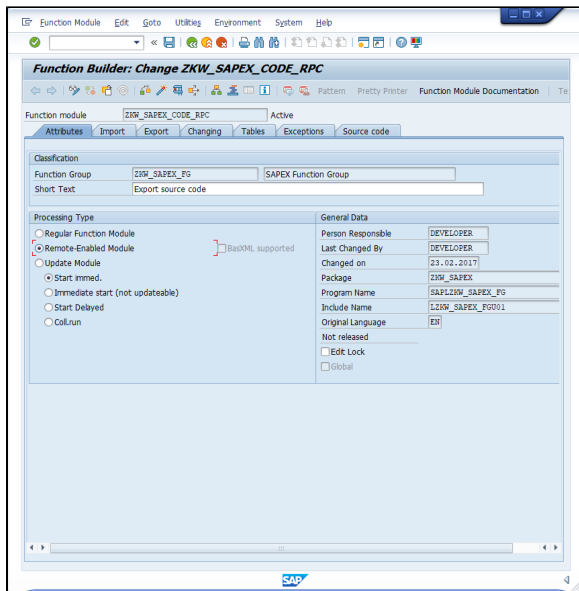 Function Module Edit Goto Utilities Environment System Help
Function Builder: Change ZKW_SAPEX_CODE_RPC
Pattern Pretty Printer Function Module Documentation Te
Function module ZKW_SAPEX_CODE_RPC Active
Attributes Import Export Changing Tables Exceptions Source code
Classification
Function Group ZKW_SAPEX_FG SAPEX Function Group
Short Text Export source code
Processing Type General Data
Regular Function Module Person Responsible DEVELOPER
Remote-Enabled Module BasXML supported Last Changed By DEVELOPER
Update Module Changed on 23.02.2017
Start immed. Package ZKW_SAPEX
Immediate start (not updateable) Program Name SAPLZKW_SAPEX_FG
Start Delayed Include Name LZKW_SAPEX_FGU01
Coll.run Original Language EN
Not released
Edit Lock
Global
SAP